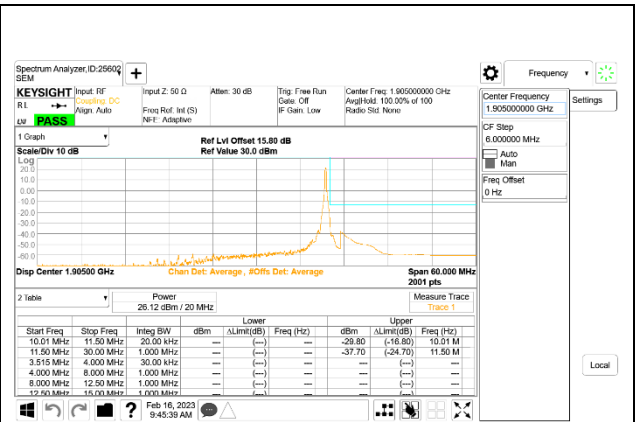 Spectrum Analyzer,ID:25602
SEM
+
Frequency
KEYSIGHT
RL
PASS
Input: RF
Coupling: DC
Align: Auto
Input Z: 50 Ω
Freq Ref: Int (S)
NFE: Adaptive
Atten: 30 dB
Trig: Free Run
Gate: Off
IF Gain: Low
Center Freq: 1.905000000 GHz
Avg|Hold: 100.00% of 100
Radio Std: None
Center Frequency
1.905000000 GHz
Settings
CF Step
6.000000 MHz
Auto
Man
Freq Offset
0 Hz
1 Graph
Scale/Div 10 dB
Ref Lvl Offset 15.80 dB
Ref Value 30.0 dBm
Log
20.0
10.0
0.00
-10.0
-20.0
-30.0
-40.0
-50.0
-60.0
Disp Center 1.90500 GHz
Chan Det: Average , #Offs Det: Average
Span 60.000 MHz
2001 pts
2 Table
Power
26.12 dBm / 20 MHz
Measure Trace
Trace 1
Lower Upper
Start Freq Stop Freq Integ BW dBm ΔLimit(dB) Freq (Hz) dBm ΔLimit(dB) Freq (Hz)
10.01 MHz 11.50 MHz 20.00 kHz --- (---) --- -29.80 (-16.80) 10.01 M
11.50 MHz 30.00 MHz 1.000 MHz --- (---) --- -37.70 (-24.70) 11.50 M
3.515 MHz 4.000 MHz 30.00 kHz --- (---) --- --- (---) ---
4.000 MHz 8.000 MHz 1.000 MHz --- (---) --- --- (---) ---
8.000 MHz 12.50 MHz 1.000 MHz --- (---) --- --- (---) ---
12.50 MHz 15.00 MHz 1.000 MHz --- (---) --- --- (---) ---
Local
?
Feb 16, 2023
9:45:39 AM